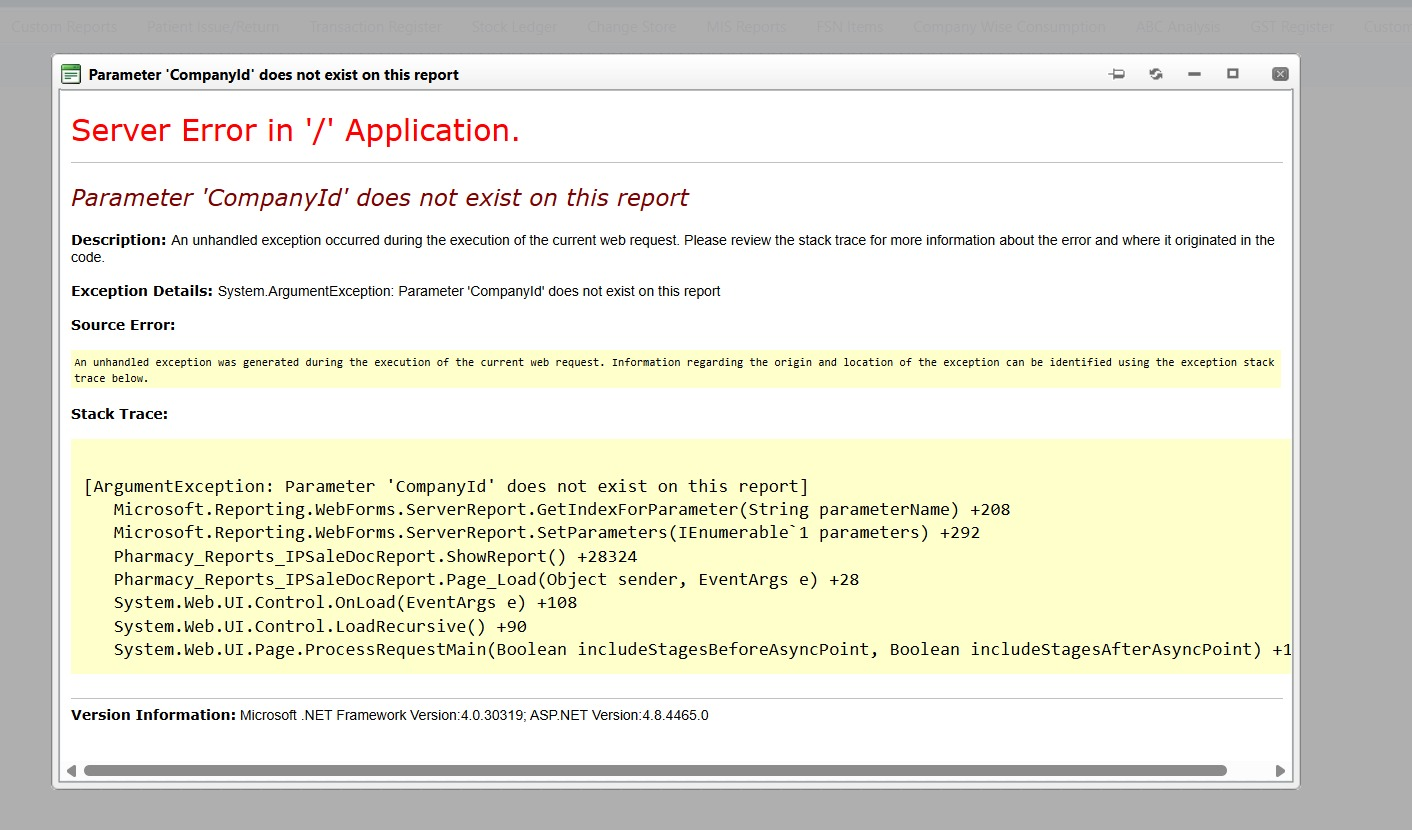 Custom Reports Patient Issue/Return Transaction Register Stock Ledger Change Store MIS Reports FSN Items Company Wise Consumption ABC Analysis GST Register Custom
Parameter 'CompanyId' does not exist on this report
Server Error in '/' Application.
Parameter 'CompanyId' does not exist on this report
Description: An unhandled exception occurred during the execution of the current web request. Please review the stack trace for more information about the error and where it originated in the
code.
Exception Details: System.ArgumentException: Parameter 'CompanyId' does not exist on this report
Source Error:
An unhandled exception was generated during the execution of the current web request. Information regarding the origin and location of the exception can be identified using the exception stack
trace below.
Stack Trace:
[ArgumentException: Parameter 'CompanyId' does not exist on this report]
Microsoft.Reporting.WebForms.ServerReport.GetIndexForParameter(String parameterName) +208
Microsoft.Reporting.WebForms.ServerReport.SetParameters(IEnumerable`1 parameters) +292
Pharmacy_Reports_IPSaleDocReport.ShowReport() +28324
Pharmacy_Reports_IPSaleDocReport.Page_Load(Object sender, EventArgs e) +28
System.Web.UI.Control.OnLoad(EventArgs e) +108
System.Web.UI.Control.LoadRecursive() +90
System.Web.UI.Page.ProcessRequestMain(Boolean includeStagesBeforeAsyncPoint, Boolean includeStagesAfterAsyncPoint) +1
Version Information: Microsoft .NET Framework Version:4.0.30319; ASP.NET Version:4.8.4465.0